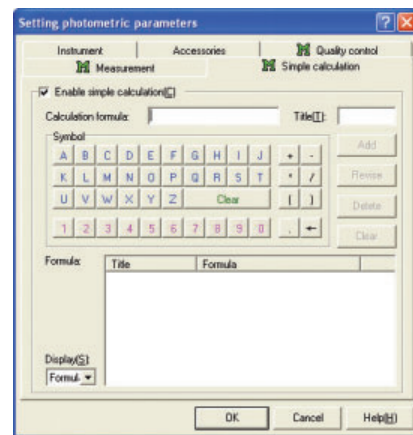 Setting photometric parameters
Instrument Accessories Quality control
Measurement Simple calculation
Enable simple calculation(C)
Calculation formula: Title(T):
Symbol
A B C D E F G H I J + - Add
K L M N O P Q R S T * / Revise
U V W X Y Z Clear ( ) Delete
1 2 3 4 5 6 7 8 9 0 . ← Clear
Formula: Title Formula
Display(S):
Formul
OK Cancel Help(H)